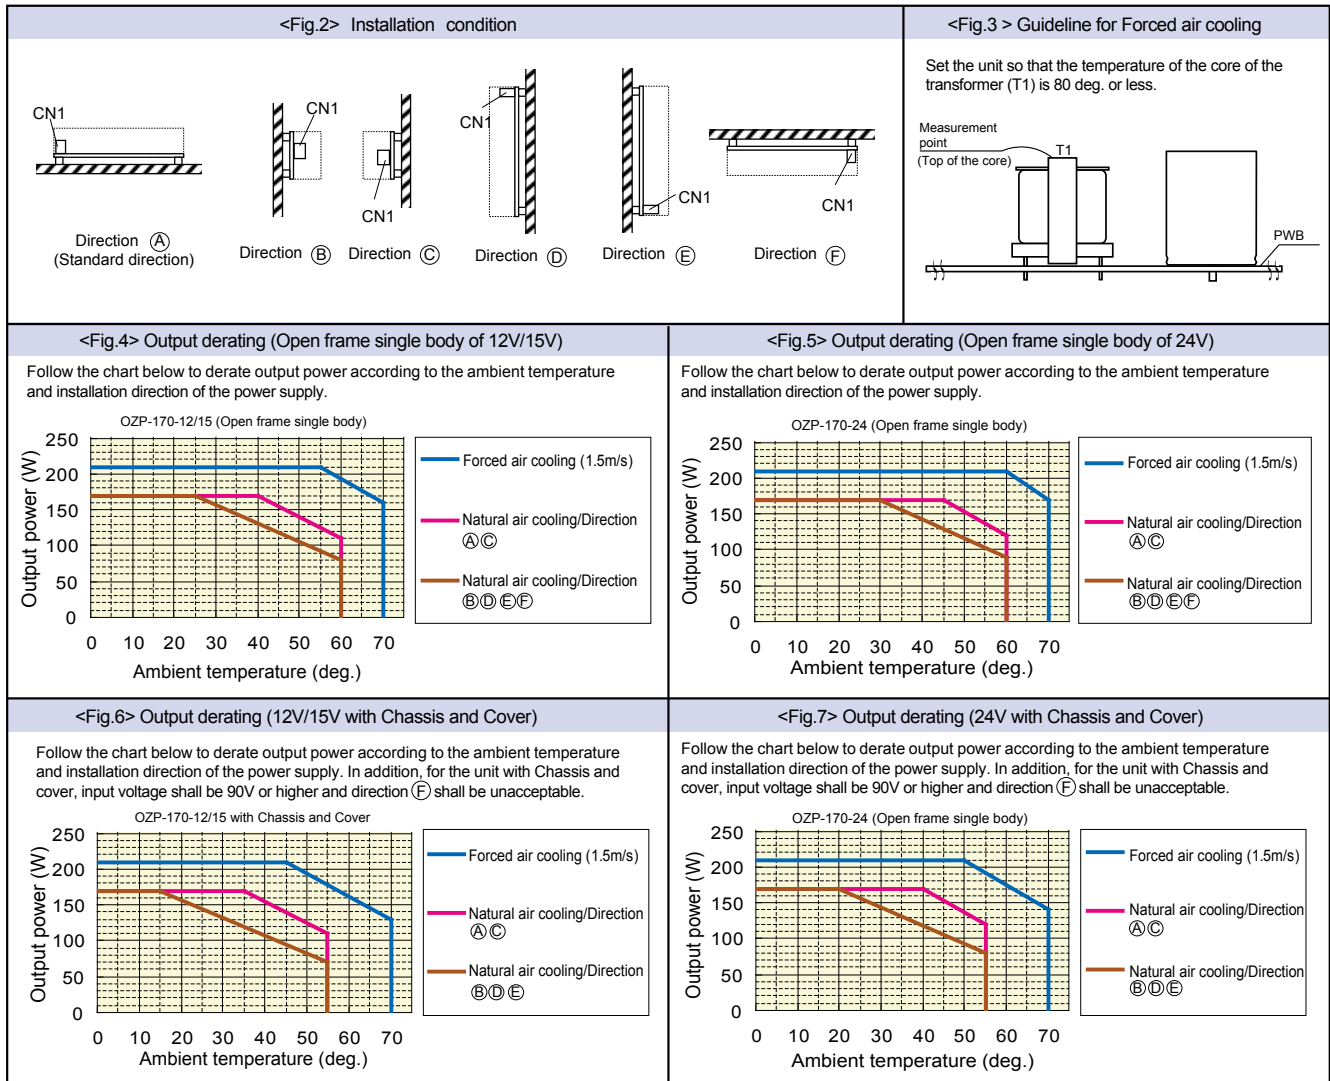 <Fig.2> Installation condition
CN1
Direction Ⓐ
(Standard direction)
CN1
Direction Ⓑ
CN1
Direction Ⓒ
CN1
Direction Ⓓ
CN1
Direction Ⓔ
CN1
Direction Ⓕ
<Fig.3 > Guideline for Forced air cooling
Set the unit so that the temperature of the core of the
transformer (T1) is 80 deg. or less.
Measurement
point
(Top of the core)
T1
PWB
<Fig.4> Output derating (Open frame single body of 12V/15V)
Follow the chart below to derate output power according to the ambient temperature
and installation direction of the power supply.
OZP-170-12/15 (Open frame single body)
Output power (W)
250
200
150
100
50
0
0 10 20 30 40 50 60 70
Ambient temperature (deg.)
Forced air cooling (1.5m/s)
Natural air cooling/Direction
ⒶⒸ
Natural air cooling/Direction
ⒷⒹⒺⒻ
<Fig.5> Output derating (Open frame single body of 24V)
Follow the chart below to derate output power according to the ambient temperature
and installation direction of the power supply.
OZP-170-24 (Open frame single body)
Output power (W)
250
200
150
100
50
0
0 10 20 30 40 50 60 70
Ambient temperature (deg.)
Forced air cooling (1.5m/s)
Natural air cooling/Direction
ⒶⒸ
Natural air cooling/Direction
ⒷⒹⒺⒻ
<Fig.6> Output derating (12V/15V with Chassis and Cover)
Follow the chart below to derate output power according to the ambient temperature
and installation direction of the power supply. In addition, for the unit with Chassis and
cover, input voltage shall be 90V or higher and direction Ⓕ shall be unacceptable.
OZP-170-12/15 with Chassis and Cover
Output power (W)
250
200
150
100
50
0
0 10 20 30 40 50 60 70
Ambient temperature (deg.)
Forced air cooling (1.5m/s)
Natural air cooling/Direction
ⒶⒸ
Natural air cooling/Direction
ⒷⒹⒺ
<Fig.7> Output derating (24V with Chassis and Cover)
Follow the chart below to derate output power according to the ambient temperature
and installation direction of the power supply. In addition, for the unit with Chassis and
cover, input voltage shall be 90V or higher and direction Ⓕ shall be unacceptable.
OZP-170-24 (Open frame single body)
Output power (W)
250
200
150
100
50
0
0 10 20 30 40 50 60 70
Ambient temperature (deg.)
Forced air cooling (1.5m/s)
Natural air cooling/Direction
ⒶⒸ
Natural air cooling/Direction
ⒷⒹⒺ